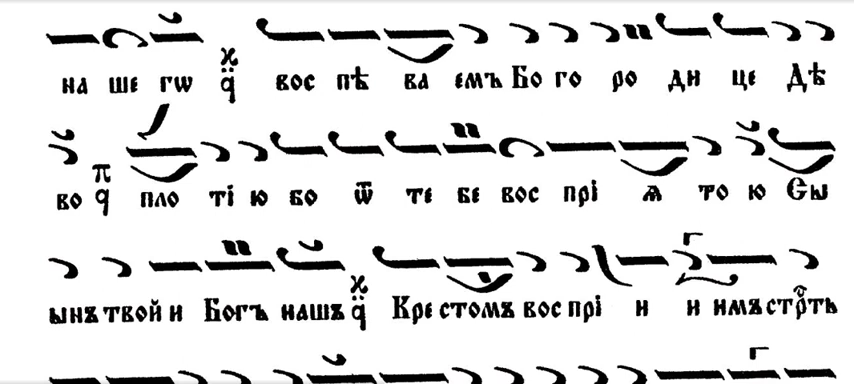 на ше гѡ вос пѣ ва емъ Бо го ро ди це Дѣ
во пло ті ю бо ѿ те бе вос прі ѧ то ю Сы
ынъ твой и Богъ нашъ Кре стомъ вос прі и и имъ стр҇ть